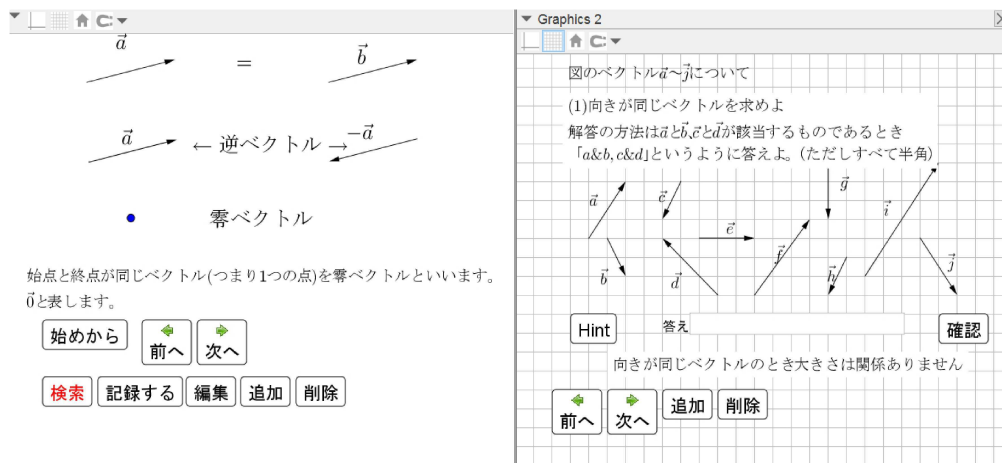 a⃗
=
b⃗
a⃗
← 逆ベクトル →
−a⃗
零ベクトル
始点と終点が同じベクトル(つまり1つの点)を零ベクトルといいます。
0⃗と表します。
始めから
前へ
次へ
検索
記録する
編集
追加
削除
Graphics 2
図のベクトルa⃗~j⃗について
(1)向きが同じベクトルを求めよ
解答の方法はa⃗とb⃗、c⃗とd⃗が該当するものであるとき
「a&b, c&d」というように答えよ。(ただしすべて半角)
a⃗
c⃗
g⃗
i⃗
e⃗
b⃗
d⃗
f⃗
h⃗
j⃗
Hint
答え
確認
向きが同じベクトルのとき大きさは関係ありません
前へ
次へ
追加
削除